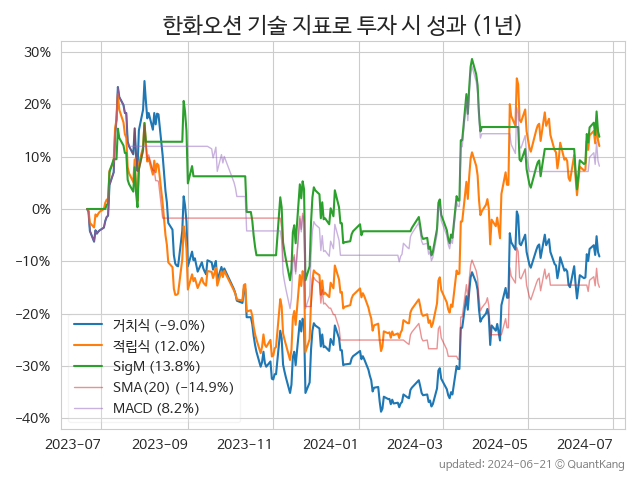 한화오션 기술 지표로 투자 시 성과 (1년)
30%
20%
10%
0%
−10%
−20%
−30%
−40%
거치식 (−9.0%)
적립식 (12.0%)
SigM (13.8%)
SMA(20) (−14.9%)
MACD (8.2%)
2023-07 2023-09 2023-11 2024-01 2024-03 2024-05 2024-07
updated: 2024-06-21 ⓒ QuantKang